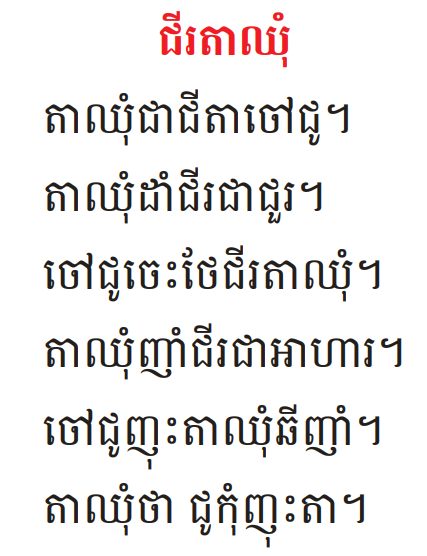 ជីរតាឈុំ
តាឈុំជាជីតាចៅជូ។
តាឈុំដាំជីរជាជួរ។
ចៅជូចេះថែជីរតាឈុំ។
តាឈុំញាំជីរជាអាហារ។
ចៅជូញុះតាឈុំឆីញាំ។
តាឈុំថា ជូកុំញុះតា។